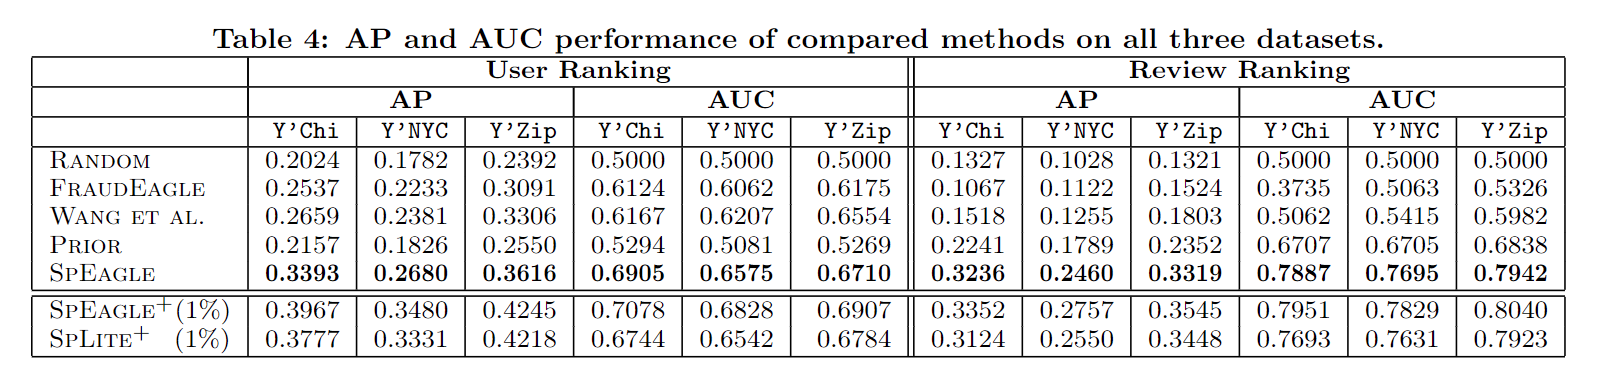 Table 4: AP and AUC performance of compared methods on all three datasets.
User Ranking Review Ranking
AP AUC AP AUC
Y'Chi Y'NYC Y'Zip Y'Chi Y'NYC Y'Zip Y'Chi Y'NYC Y'Zip Y'Chi Y'NYC Y'Zip
RANDOM 0.2024 0.1782 0.2392 0.5000 0.5000 0.5000 0.1327 0.1028 0.1321 0.5000 0.5000 0.5000
FRAUDEAGLE 0.2537 0.2233 0.3091 0.6124 0.6062 0.6175 0.1067 0.1122 0.1524 0.3735 0.5063 0.5326
WANG ET AL. 0.2659 0.2381 0.3306 0.6167 0.6207 0.6554 0.1518 0.1255 0.1803 0.5062 0.5415 0.5982
PRIOR 0.2157 0.1826 0.2550 0.5294 0.5081 0.5269 0.2241 0.1789 0.2352 0.6707 0.6705 0.6838
SPEAGLE 0.3393 0.2680 0.3616 0.6905 0.6575 0.6710 0.3236 0.2460 0.3319 0.7887 0.7695 0.7942
SPEAGLE+(1%) 0.3967 0.3480 0.4245 0.7078 0.6828 0.6907 0.3352 0.2757 0.3545 0.7951 0.7829 0.8040
SPLITE+ (1%) 0.3777 0.3331 0.4218 0.6744 0.6542 0.6784 0.3124 0.2550 0.3448 0.7693 0.7631 0.7923